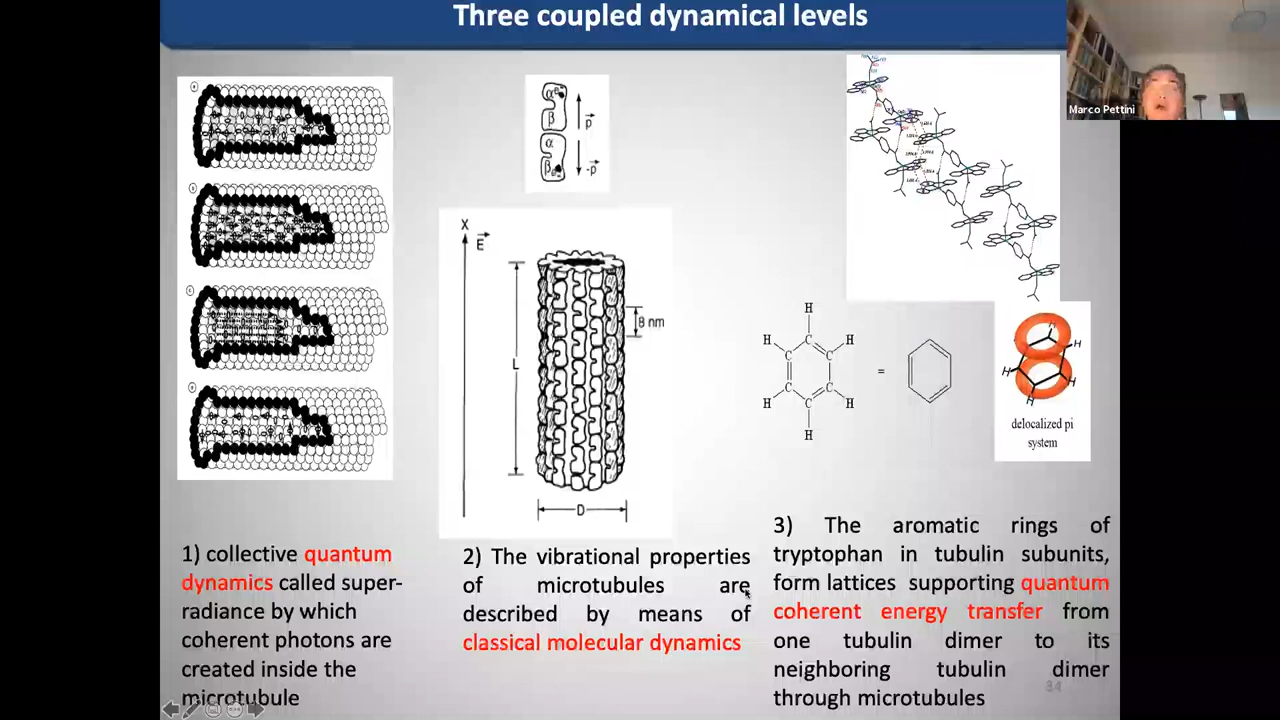 Three coupled dynamical levels
Marco Pettini
α
β
p
α
β
-p
X
E
8 nm
L
D
H
H
C
H
C
C
=
C
C
H
C
H
H
H
H
H
H
H
delocalized pi
system
1) collective quantum
dynamics called super-
radiance by which
coherent photons are
created inside the
microtubule
2) The vibrational properties
of microtubules are
described by means of
classical molecular dynamics
3) The aromatic rings of
tryptophan in tubulin subunits,
form lattices supporting quantum
coherent energy transfer from
one tubulin dimer to its
neighboring tubulin dimer
through microtubules
34